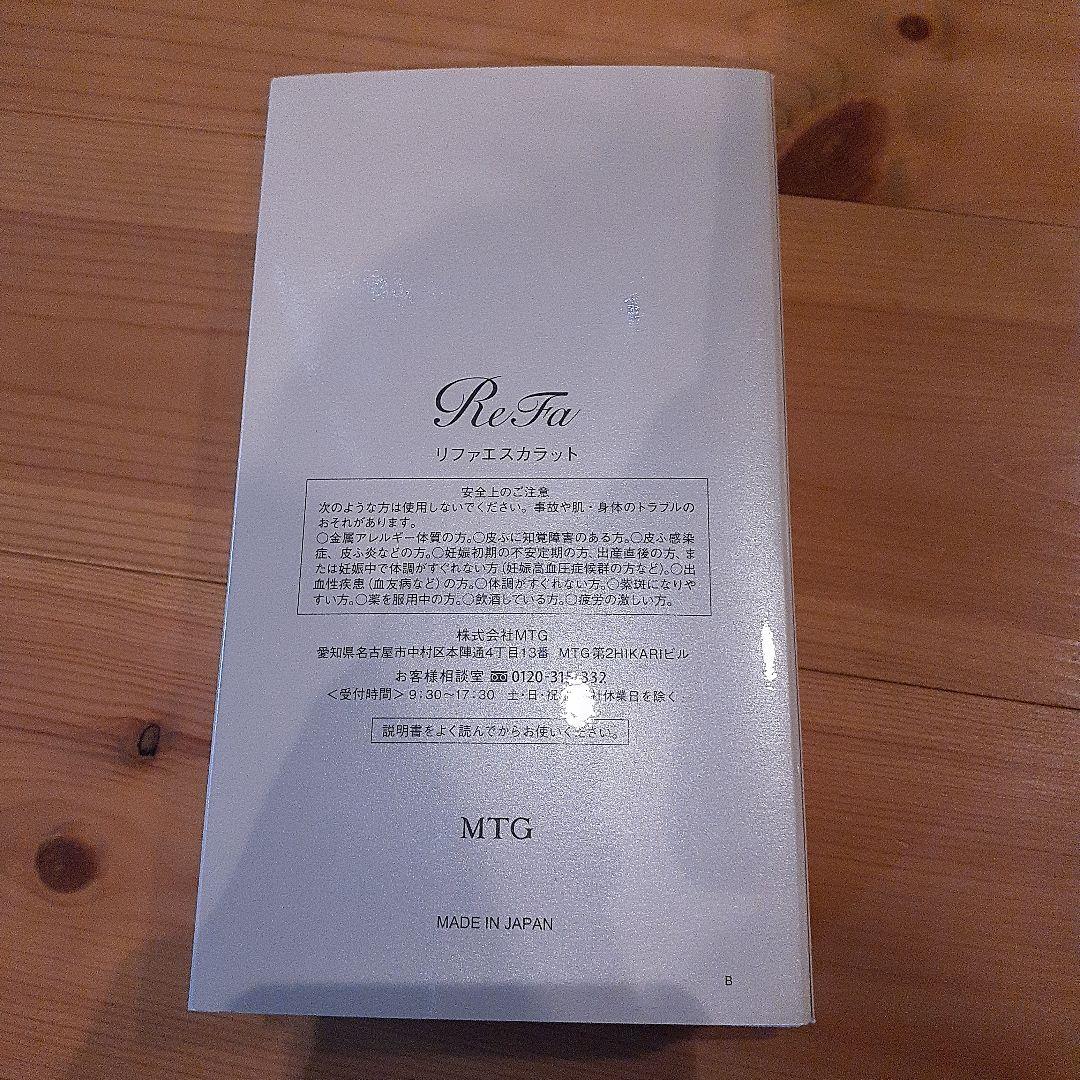 ReFa
リファエスカラット
安全上のご注意
次のような方は使用しないでください。事故や肌・身体のトラブルの
おそれがあります。
○金属アレルギー体質の方。○皮ふに知覚障害のある方。○皮ふ感染
症、皮ふ炎などの方。○妊娠初期の不安定期の方、出産直後の方、ま
たは妊娠中で体調がすぐれない方(妊娠高血圧症候群の方など)。○出
血性疾患(血友病など)の方。○体調がすぐれない方。○紫斑になりや
すい方。○薬を服用中の方。○飲酒している方。○疲労の激しい方。
株式会社MTG
愛知県名古屋市中村区本陣通4丁目13番 MTG第2HIKARIビル
お客様相談室 0120-315-332
<受付時間> 9:30〜17:30 土・日・祝 社休業日を除く
説明書をよく読んでからお使いください。
MTG
MADE IN JAPAN
B